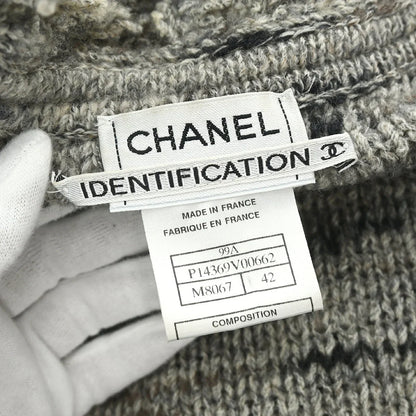 CHANEL
IDENTIFICATION
MADE IN FRANCE
FABRIQUE EN FRANCE
99A
P14369V00662
M8067 42
COMPOSITION